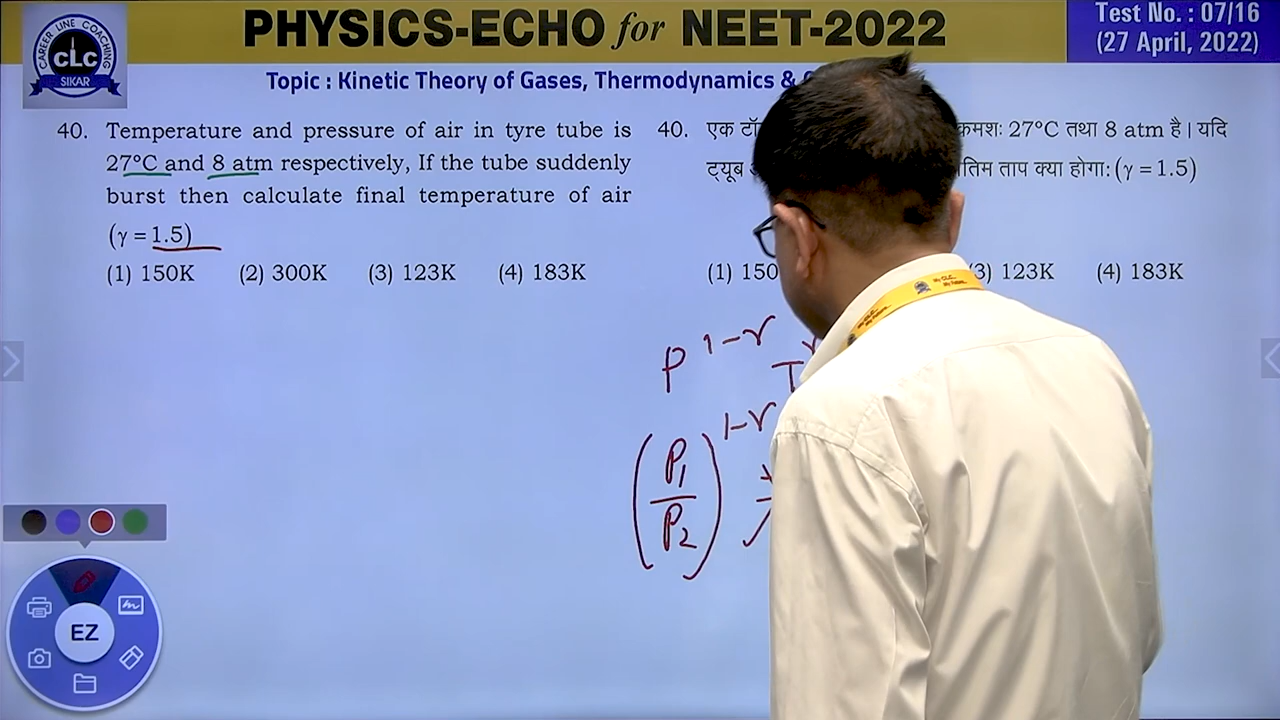 PHYSICS-ECHO for NEET-2022
Test No. : 07/16
(27 April, 2022)
CAREER LINE COACHING
CLC
SIKAR
Topic : Kinetic Theory of Gases, Thermodynamics &
40. Temperature and pressure of air in tyre tube is
27°C and 8 atm respectively, If the tube suddenly
burst then calculate final temperature of air
(γ = 1.5)
(1) 150K (2) 300K (3) 123K (4) 183K
40. एक क्रमशः 27°C तथा 8 atm है। यदि
ट्यूब ताप क्या होगा: (γ = 1.5)
(1) 150 (3) 123K (4) 183K
P^1-γ T
(P₁/P₂)^1-γ
EZ